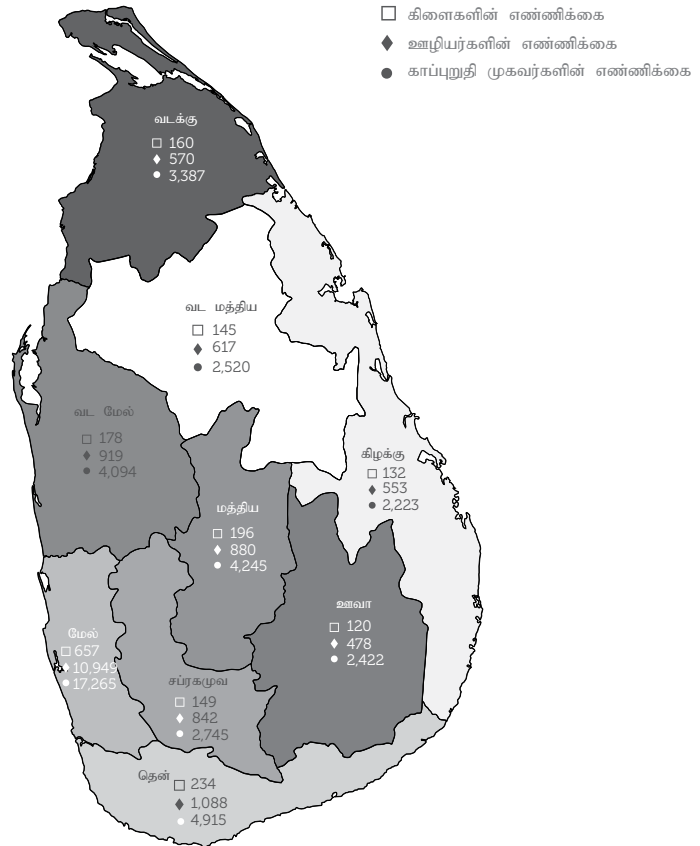 கிளைகளின் எண்ணிக்கை
ஊழியர்களின் எண்ணிக்கை
காப்புறுதி முகவர்களின் எண்ணிக்கை
வடக்கு
160
570
3,387
வட மத்திய
145
617
2,520
வட மேல்
178
919
4,094
கிழக்கு
132
553
2,223
மத்திய
196
880
4,245
ஊவா
120
478
2,422
மேல்
657
10,949
17,265
சப்ரகமுவ
149
842
2,745
தென்
234
1,088
4,915